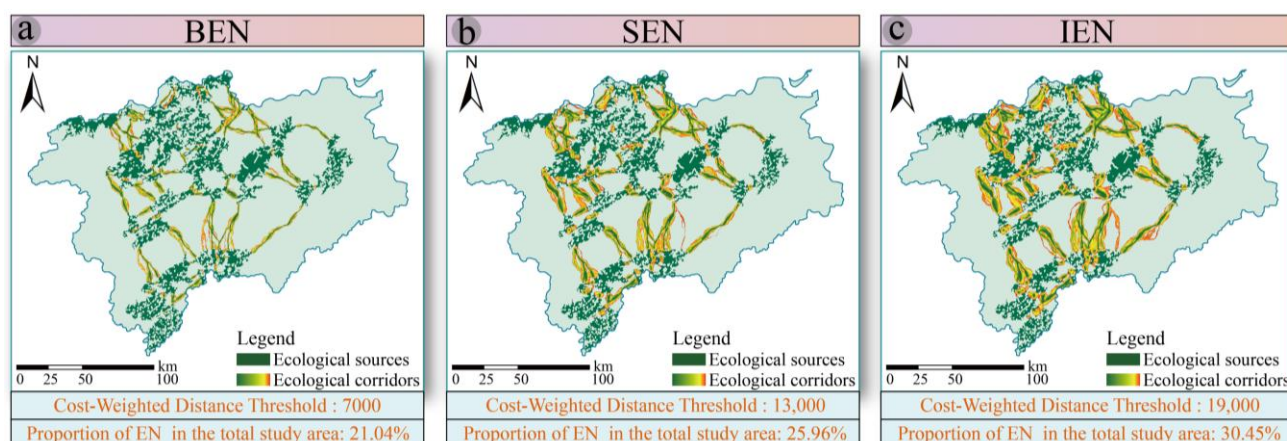 a BEN
N
Legend
Ecological sources
Ecological corridors
km
0 25 50 100
Cost-Weighted Distance Threshold : 7000
Proportion of EN in the total study area: 21.04%
b SEN
N
Legend
Ecological sources
Ecological corridors
km
0 25 50 100
Cost-Weighted Distance Threshold : 13,000
Proportion of EN in the total study area: 25.96%
c IEN
N
Legend
Ecological sources
Ecological corridors
km
0 25 50 100
Cost-Weighted Distance Threshold : 19,000
Proportion of EN in the total study area: 30.45%